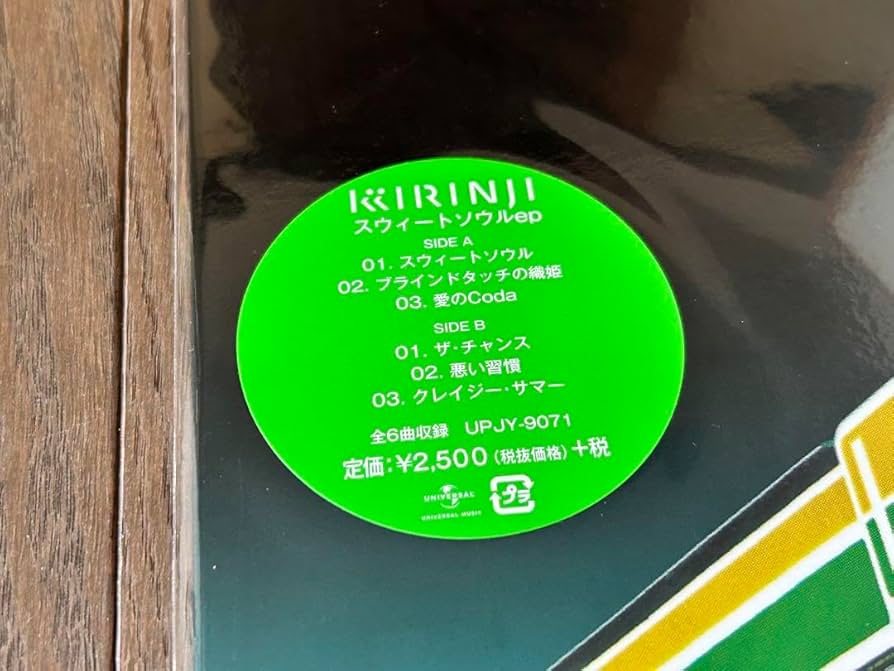 KIRINJI
スウィートソウルep
SIDE A
01. スウィートソウル
02. ブラインドタッチの織姫
03. 愛のCoda
SIDE B
01. ザ・チャンス
02. 悪い習慣
03. クレイジー・サマー
全6曲収録 UPJY-9071
定価:¥2,500(税抜価格)+税
UNIVERSAL
UNIVERSAL MUSIC
プラ